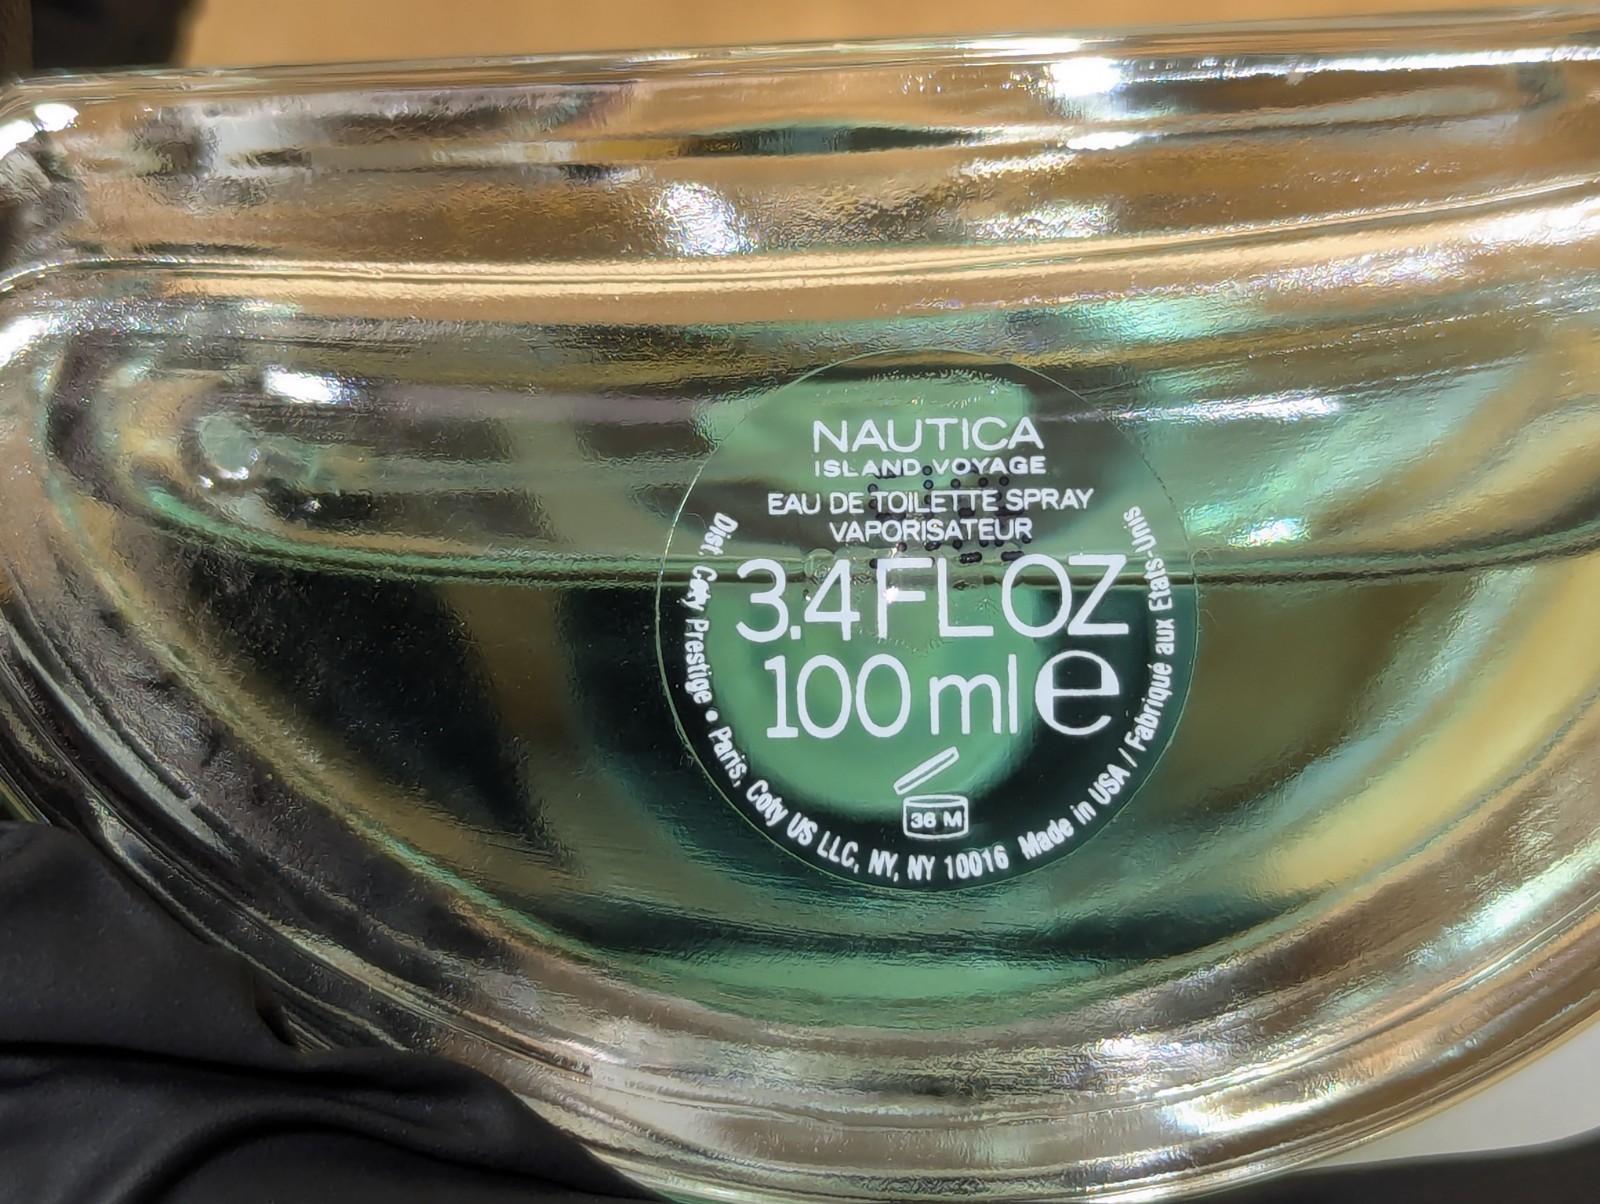 NAUTICA
ISLAND VOYAGE
EAU DE TOILETTE SPRAY
VAPORISATEUR
3.4 FL OZ
100 ml e
36 M
Dist. Coty Prestige • Paris, Coty US LLC, NY, NY 10016 Made in USA / Fabriqué aux Etats-Unis